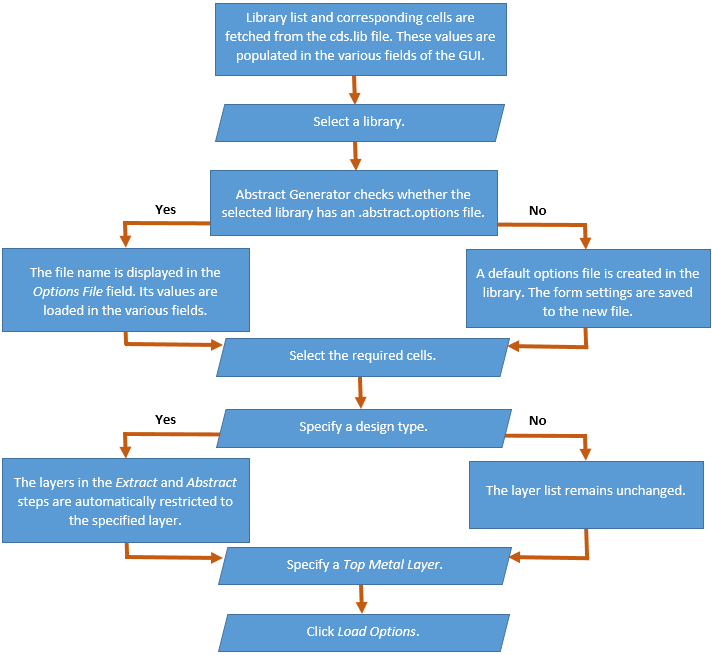 Library list and corresponding cells are
fetched from the cds.lib file. These values are
populated in the various fields of the GUI.
Select a library.
Abstract Generator checks whether the
selected library has an .abstract.options file.
Yes
No
The file name is displayed in the
Options File field. Its values are
loaded in the various fields.
A default options file is created in the
library. The form settings are saved
to the new file.
Select the required cells.
Specify a design type.
Yes
No
The layers in the Extract and Abstract
steps are automatically restricted to
the specified layer.
The layer list remains unchanged.
Specify a Top Metal Layer.
Click Load Options.